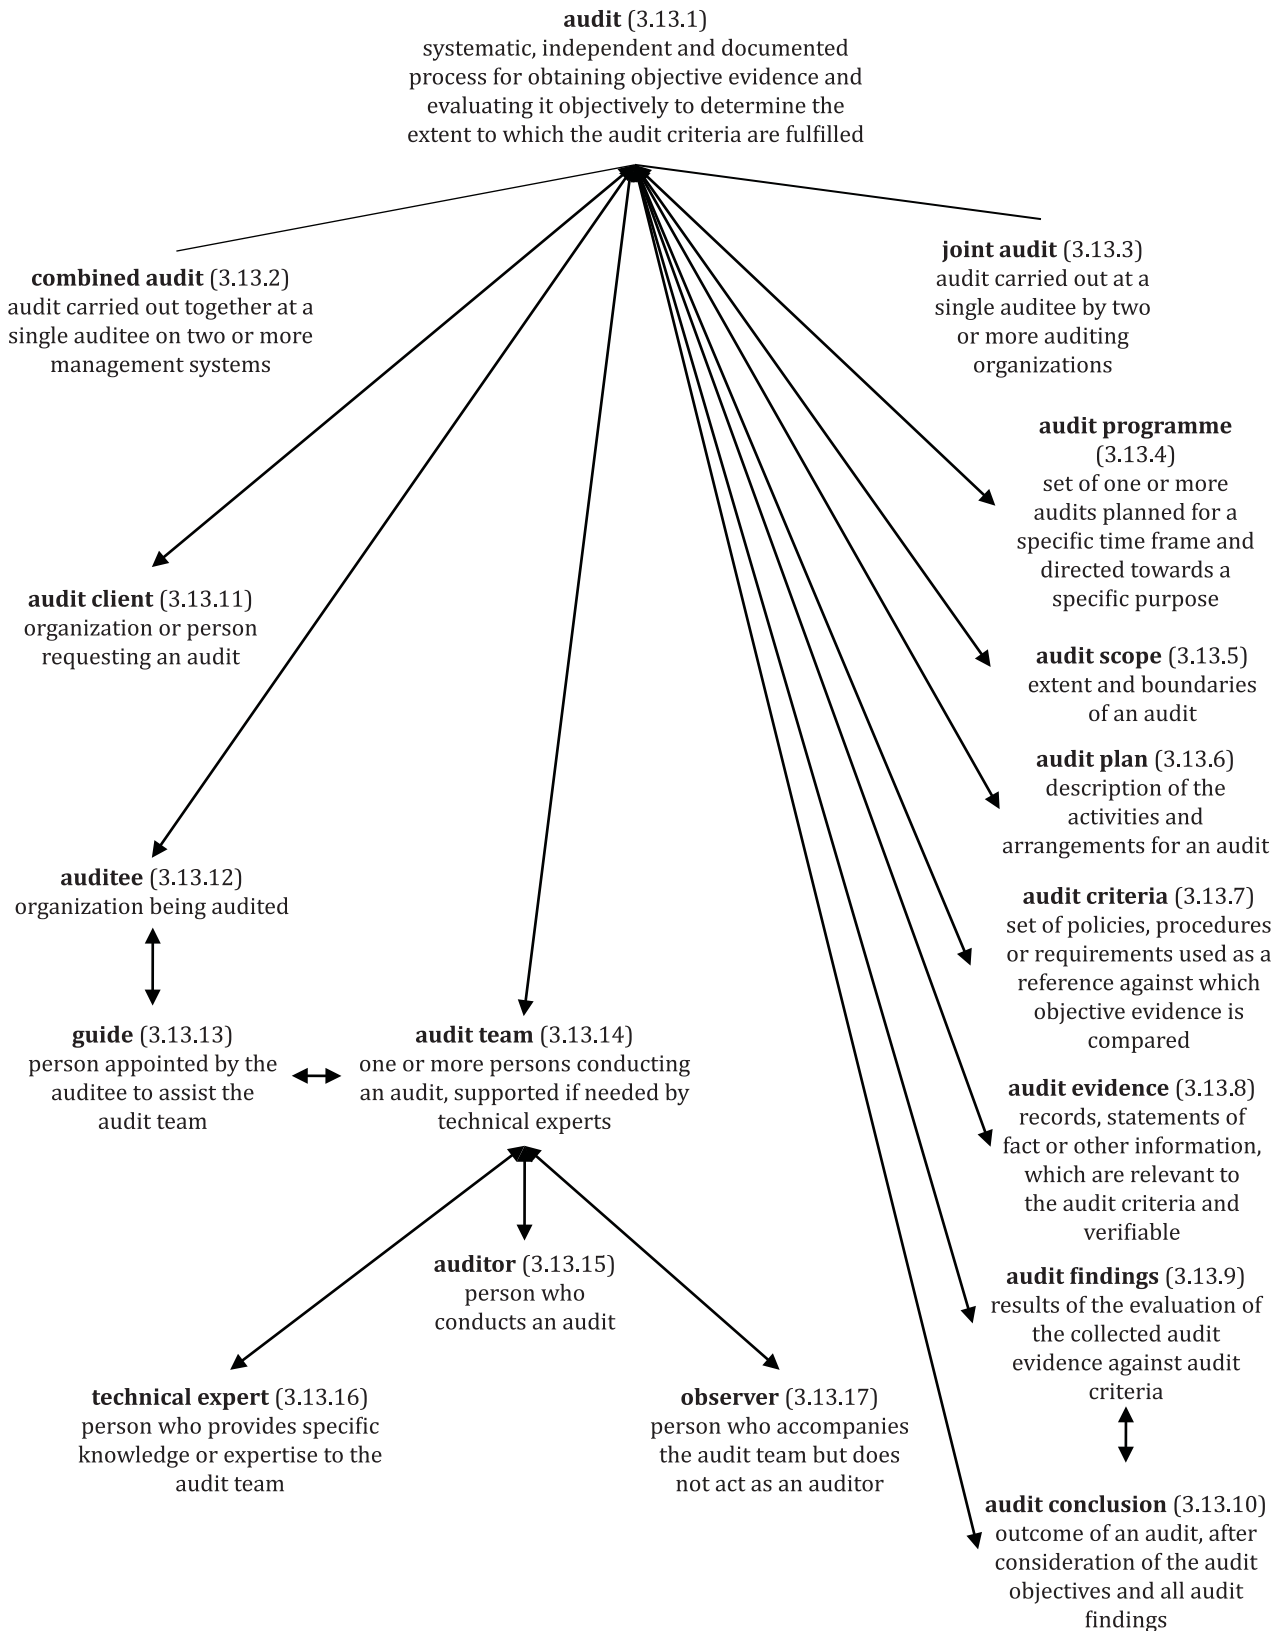 audit (3.13.1)
systematic, independent and documented
process for obtaining objective evidence and
evaluating it objectively to determine the
extent to which the audit criteria are fulfilled
combined audit (3.13.2)
audit carried out together at a
single auditee on two or more
management systems
joint audit (3.13.3)
audit carried out at a
single auditee by two
or more auditing
organizations
audit programme
(3.13.4)
set of one or more
audits planned for a
specific time frame and
directed towards a
specific purpose
audit client (3.13.11)
organization or person
requesting an audit
audit scope (3.13.5)
extent and boundaries
of an audit
audit plan (3.13.6)
description of the
activities and
arrangements for an audit
auditee (3.13.12)
organization being audited
audit criteria (3.13.7)
set of policies, procedures
or requirements used as a
reference against which
objective evidence is
compared
guide (3.13.13)
person appointed by the
auditee to assist the
audit team
audit team (3.13.14)
one or more persons conducting
an audit, supported if needed by
technical experts
audit evidence (3.13.8)
records, statements of
fact or other information,
which are relevant to
the audit criteria and
verifiable
auditor (3.13.15)
person who
conducts an audit
audit findings (3.13.9)
results of the evaluation of
the collected audit
evidence against audit
criteria
technical expert (3.13.16)
person who provides specific
knowledge or expertise to the
audit team
observer (3.13.17)
person who accompanies
the audit team but does
not act as an auditor
audit conclusion (3.13.10)
outcome of an audit, after
consideration of the audit
objectives and all audit
findings